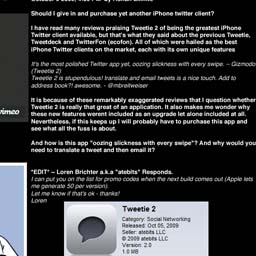 Should I give in and purchase yet another iPhone twitter client?
I have read many reviews praising Tweetie 2 of being the greatest iPhone
Twitter client available, but that's what they said about the previous Tweetie,
Tweetdeck and TwitterFon (ecofon). All of which were hailed as the best
iPhone Twitter clients on the market, each with its own unique features
"It's the most polished Twitter app yet, oozing slickness with every swipe. ~ Gizmodo
(Tweetie 2)
Tweetie 2 is stupendulous! translate and email tweets is a nice touch. Add to
address book?! awesome. - @mbreitweiser
It is because of these remarkably exaggerated reviews that I question whether
Tweetie 2 is really that great of an application. It also makes me wonder why
these new features werent included as an upgrade let alone included at all.
Nevertheless, if this keeps up I will probably have to purchase this app and
see what all the fuss is about.
And how is this app "oozing slickness with every swipe"? And why would you
need to translate a tweet and then email it?
vimeo
*EDIT* ~ Loren Brichter a.k.a "atebits" Responds.
I can put you on the list for promo codes when the next build comes out (Apple lets
me generate 50 per version).
Let me know if that's ok - thanks!
Loren
Tweetie 2
Category: Social Networking
Released: Oct 05, 2009
Seller: atebits LLC
© 2009 atebits LLC
Version: 2.0
1.0 MB